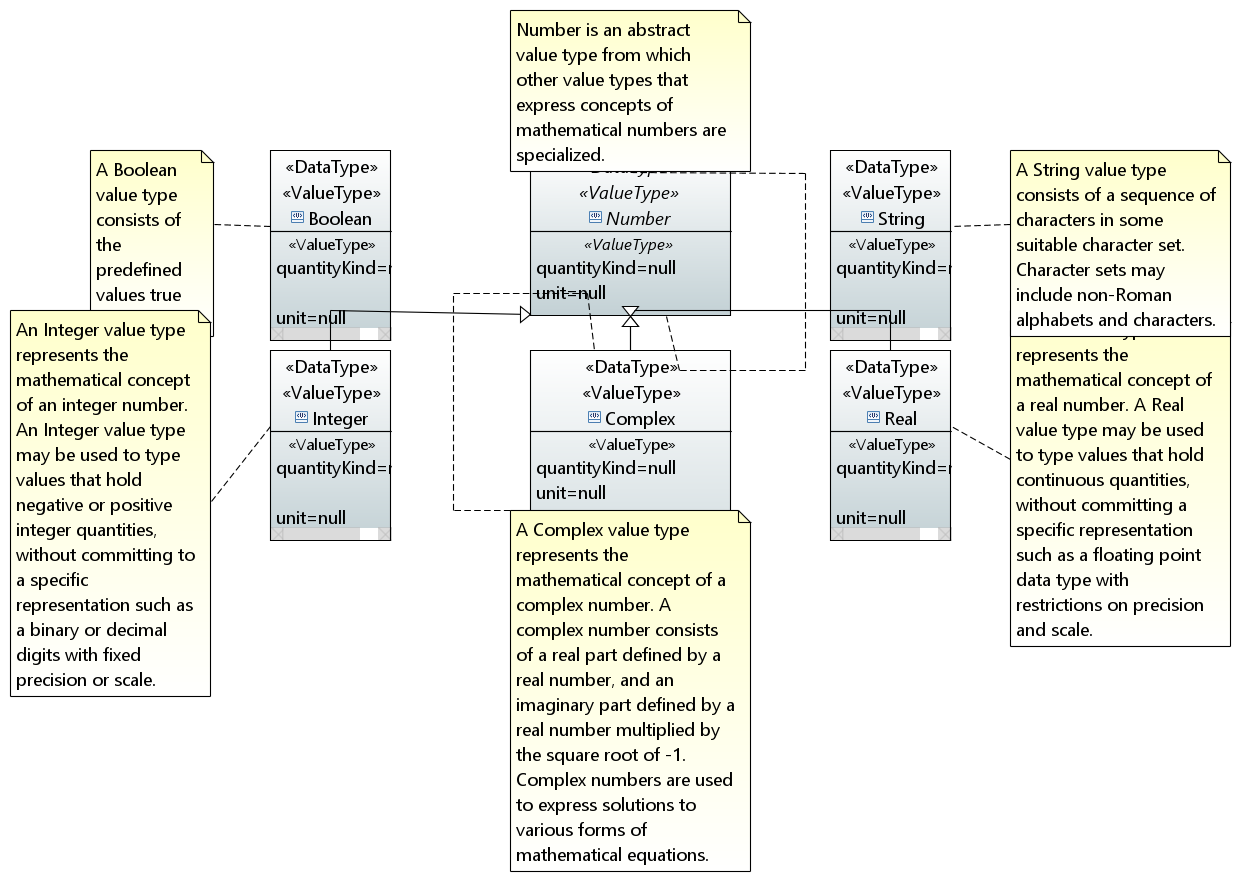 Number is an abstract
value type from which
other value types that
express concepts of
mathematical numbers are
specialized.
A Boolean
value type
consists of
the
predefined
values true
«DataType»
«ValueType»
Boolean
«ValueType»
unit=null
«ValueType»
Number
«ValueType»
quantityKind=null
unit=null
«DataType»
«ValueType»
String
«ValueType»
unit=null
A String value type
consists of a sequence of
characters in some
suitable character set.
Character sets may
include non-Roman
alphabets and characters.
An Integer value type
represents the
mathematical concept
of an integer number.
An Integer value type
may be used to type
values that hold
negative or positive
integer quantities,
without committing to
a specific
representation such as
a binary or decimal
digits with fixed
precision or scale.
«DataType»
«ValueType»
Integer
«ValueType»
unit=null
«DataType»
«ValueType»
Complex
«ValueType»
quantityKind=null
unit=null
«DataType»
«ValueType»
Real
«ValueType»
unit=null
represents the
mathematical concept of
a real number. A Real
value type may be used
to type values that hold
continuous quantities,
without committing a
specific representation
such as a floating point
data type with
restrictions on precision
and scale.
A Complex value type
represents the
mathematical concept of a
complex number. A
complex number consists
of a real part defined by a
real number, and an
imaginary part defined by a
real number multiplied by
the square root of -1.
Complex numbers are used
to express solutions to
various forms of
mathematical equations.